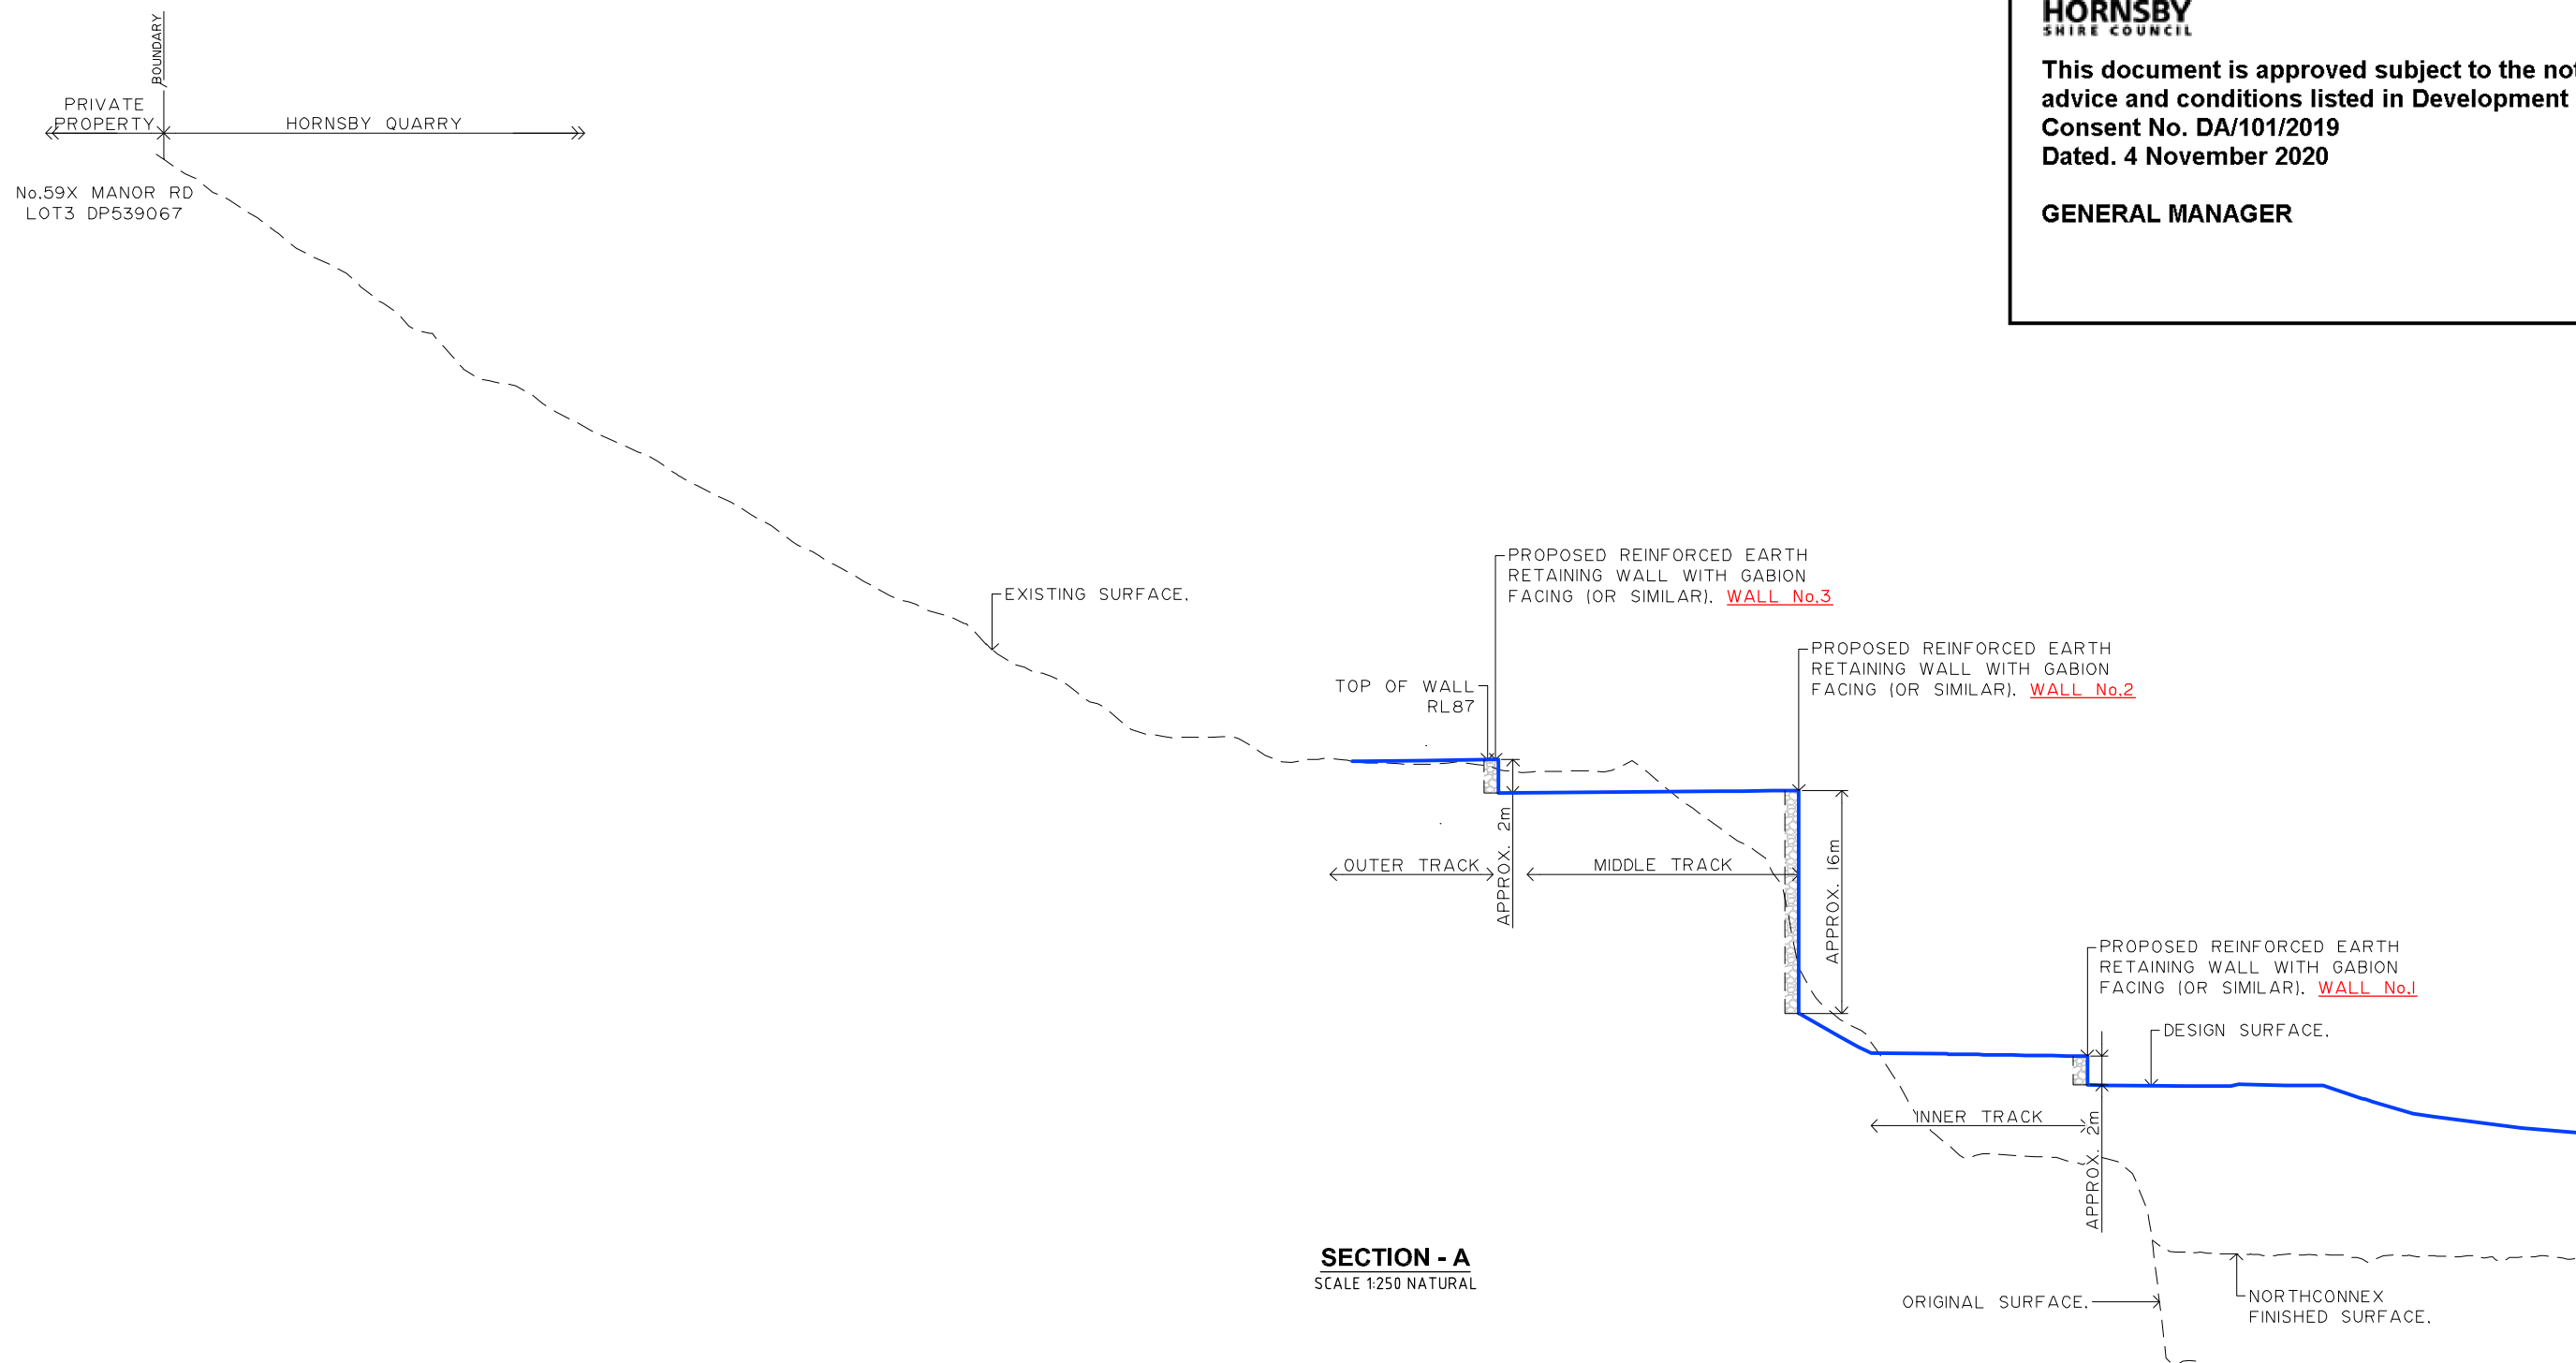 BOUNDARY
PRIVATE
PROPERTY
HORNSBY QUARRY
No.59X MANOR RD
LOT3 DP539067
HORNSBY
SHIRE COUNCIL
This document is approved subject to the
advice and conditions listed in Development
Consent No. DA/101/2019
Dated. 4 November 2020
GENERAL MANAGER
EXISTING SURFACE.
PROPOSED REINFORCED EARTH
RETAINING WALL WITH GABION
FACING (OR SIMILAR). WALL No.3
TOP OF WALL
RL87
PROPOSED REINFORCED EARTH
RETAINING WALL WITH GABION
FACING (OR SIMILAR). WALL No.2
OUTER TRACK
APPROX. 2m
MIDDLE TRACK
APPROX. 16m
PROPOSED REINFORCED EARTH
RETAINING WALL WITH GABION
FACING (OR SIMILAR). WALL No.1
DESIGN SURFACE.
INNER TRACK
APPROX. 2m
SECTION - A
SCALE 1:250 NATURAL
ORIGINAL SURFACE.
NORTHCONNEX
FINISHED SURFACE.